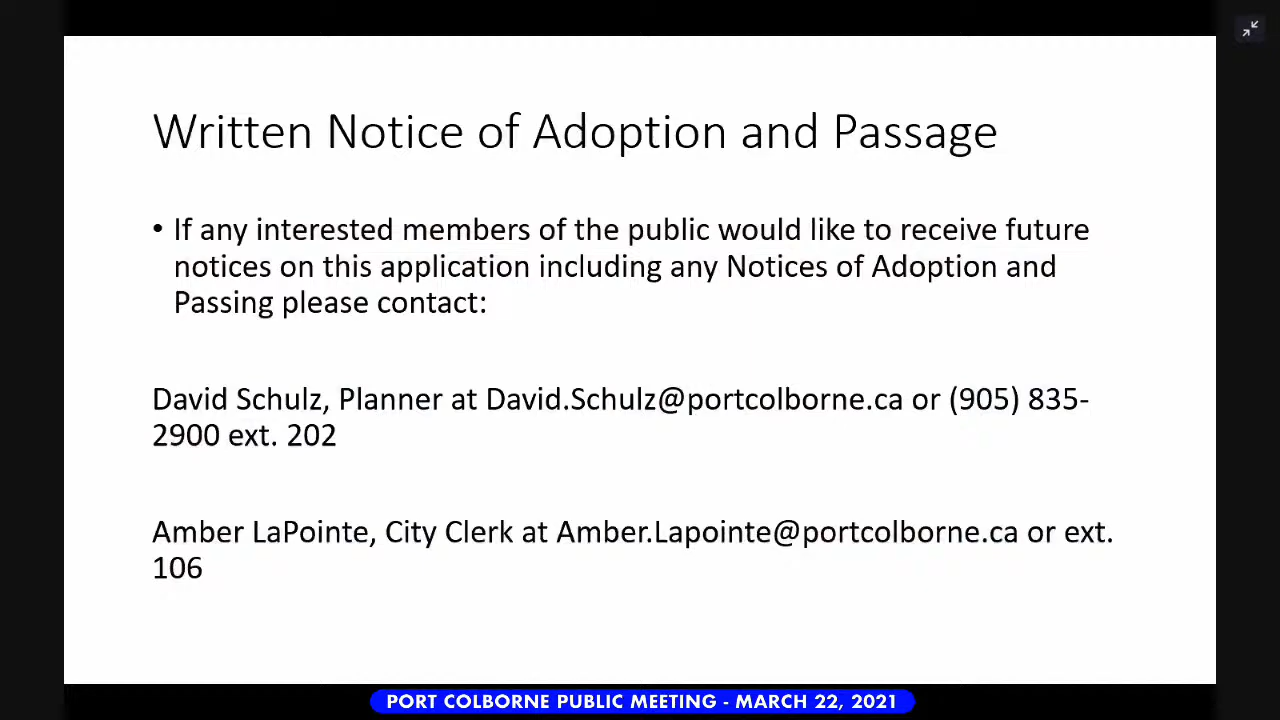 Written Notice of Adoption and Passage
• If any interested members of the public would like to receive future
notices on this application including any Notices of Adoption and
Passing please contact:
David Schulz, Planner at David.Schulz@portcolborne.ca or (905) 835-
2900 ext. 202
Amber LaPointe, City Clerk at Amber.Lapointe@portcolborne.ca or ext.
106
PORT COLBORNE PUBLIC MEETING - MARCH 22, 2021